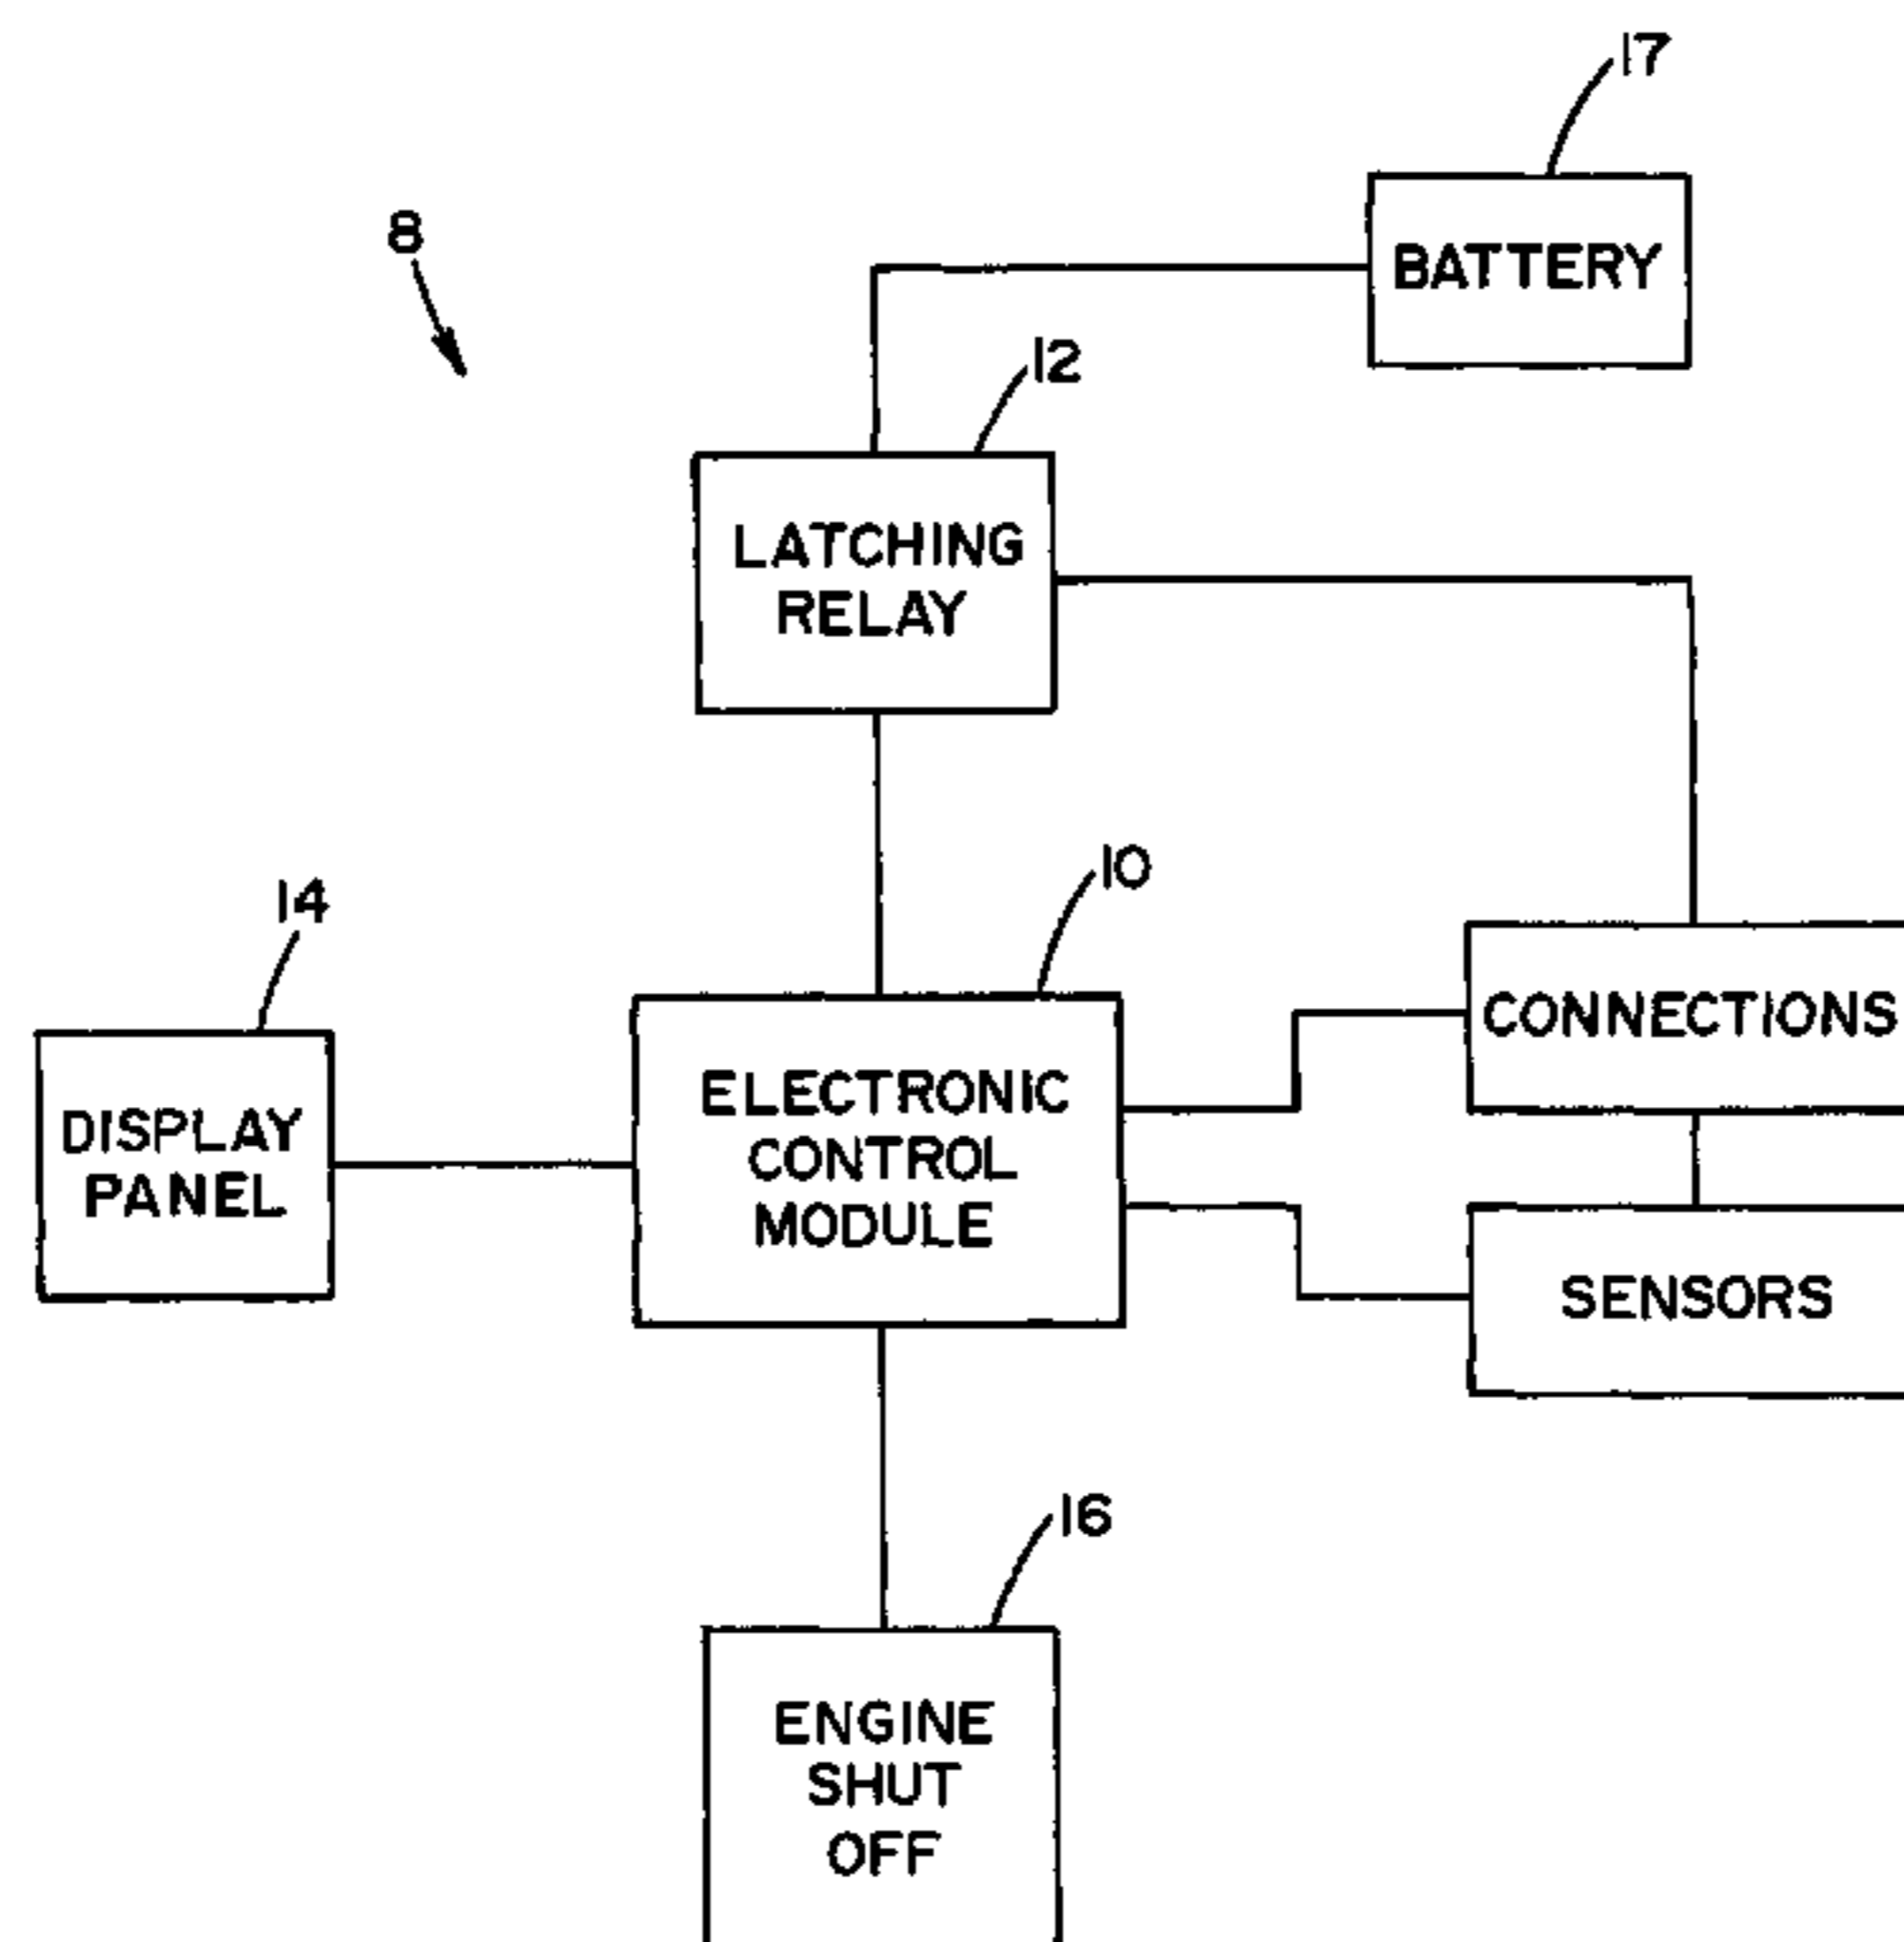 17
8
BATTERY
12
LATCHING
RELAY
10
14
CONNECTIONS
ELECTRONIC
CONTROL
MODULE
DISPLAY
PANEL
SENSORS
16
ENGINE
SHUT
OFF